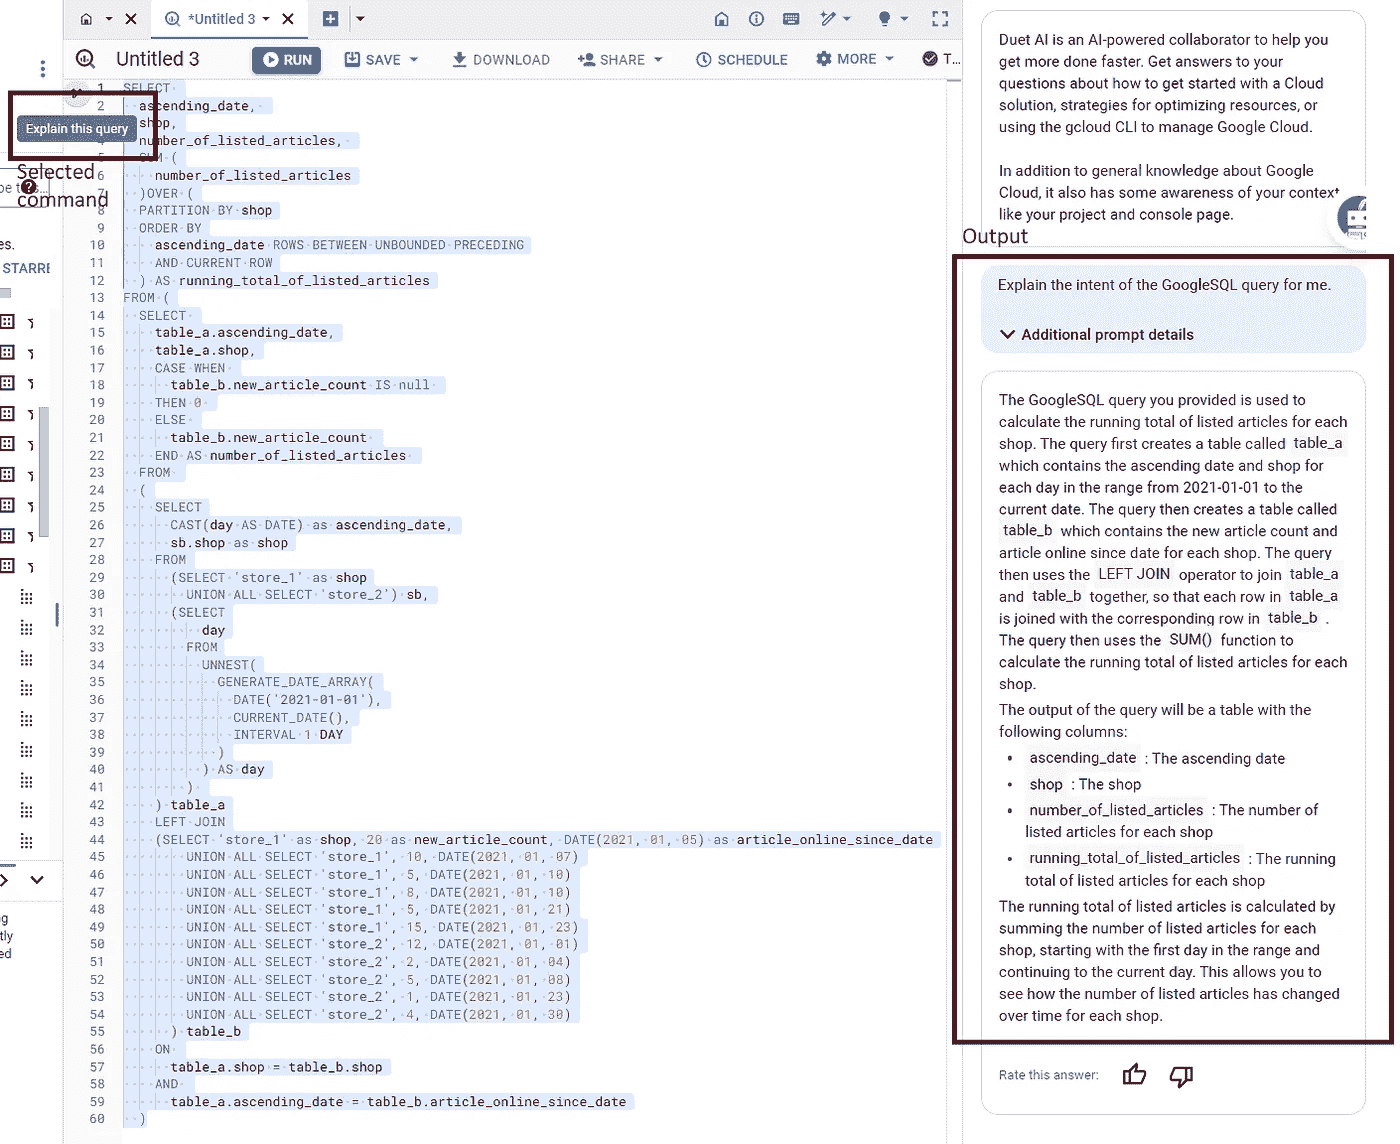 *Untitled 3
Untitled 3
RUN
SAVE
DOWNLOAD
SHARE
SCHEDULE
MORE
T...
Explain this query
Selected
command
es.
STARRE
ng
tly
ed
1 SELECT
2 ascending_date,
shop,
4 number_of_listed_articles,
5 SUM (
6 number_of_listed_articles
7 )OVER (
8 PARTITION BY shop
9 ORDER BY
10 ascending_date ROWS BETWEEN UNBOUNDED PRECEDING
11 AND CURRENT ROW
12 ) AS running_total_of_listed_articles
13 FROM (
14 SELECT
15 table_a.ascending_date,
16 table_a.shop,
17 CASE WHEN
18 table_b.new_article_count IS null
19 THEN 0
20 ELSE
21 table_b.new_article_count
22 END AS number_of_listed_articles
23 FROM
24 (
25 SELECT
26 CAST(day AS DATE) as ascending_date,
27 sb.shop as shop
28 FROM
29 (SELECT 'store_1' as shop
30 UNION ALL SELECT 'store_2') sb,
31 (SELECT
32 day
33 FROM
34 UNNEST(
35 GENERATE_DATE_ARRAY(
36 DATE('2021-01-01'),
37 CURRENT_DATE(),
38 INTERVAL 1 DAY
39 )
40 ) AS day
41 )
42 ) table_a
43 LEFT JOIN
44 (SELECT 'store_1' as shop, 20 as new_article_count, DATE(2021, 01, 05) as article_online_since_date
45 UNION ALL SELECT 'store_1', 10, DATE(2021, 01, 07)
46 UNION ALL SELECT 'store_1', 5, DATE(2021, 01, 10)
47 UNION ALL SELECT 'store_1', 8, DATE(2021, 01, 10)
48 UNION ALL SELECT 'store_1', 5, DATE(2021, 01, 21)
49 UNION ALL SELECT 'store_1', 15, DATE(2021, 01, 23)
50 UNION ALL SELECT 'store_2', 12, DATE(2021, 01, 01)
51 UNION ALL SELECT 'store_2', 2, DATE(2021, 01, 04)
52 UNION ALL SELECT 'store_2', 5, DATE(2021, 01, 08)
53 UNION ALL SELECT 'store_2', 1, DATE(2021, 01, 23)
54 UNION ALL SELECT 'store_2', 4, DATE(2021, 01, 30)
55 ) table_b
56 ON
57 table_a.shop = table_b.shop
58 AND
59 table_a.ascending_date = table_b.article_online_since_date
60 )
Duet AI is an AI-powered collaborator to help you
get more done faster. Get answers to your
questions about how to get started with a Cloud
solution, strategies for optimizing resources, or
using the gcloud CLI to manage Google Cloud.
In addition to general knowledge about Google
Cloud, it also has some awareness of your context
like your project and console page.
Output
Explain the intent of the GoogleSQL query for me.
Additional prompt details
The GoogleSQL query you provided is used to
calculate the running total of listed articles for each
shop. The query first creates a table called table_a
which contains the ascending date and shop for
each day in the range from 2021-01-01 to the
current date. The query then creates a table called
table_b which contains the new article count and
article online since date for each shop. The query
then uses the LEFT JOIN operator to join table_a
and table_b together, so that each row in table_a
is joined with the corresponding row in table_b .
The query then uses the SUM() function to
calculate the running total of listed articles for each
shop.
The output of the query will be a table with the
following columns:
• ascending_date : The ascending date
• shop : The shop
• number_of_listed_articles : The number of
listed articles for each shop
• running_total_of_listed_articles : The running
total of listed articles for each shop
The running total of listed articles is calculated by
summing the number of listed articles for each
shop, starting with the first day in the range and
continuing to the current day. This allows you to
see how the number of listed articles has changed
over time for each shop.
Rate this answer: